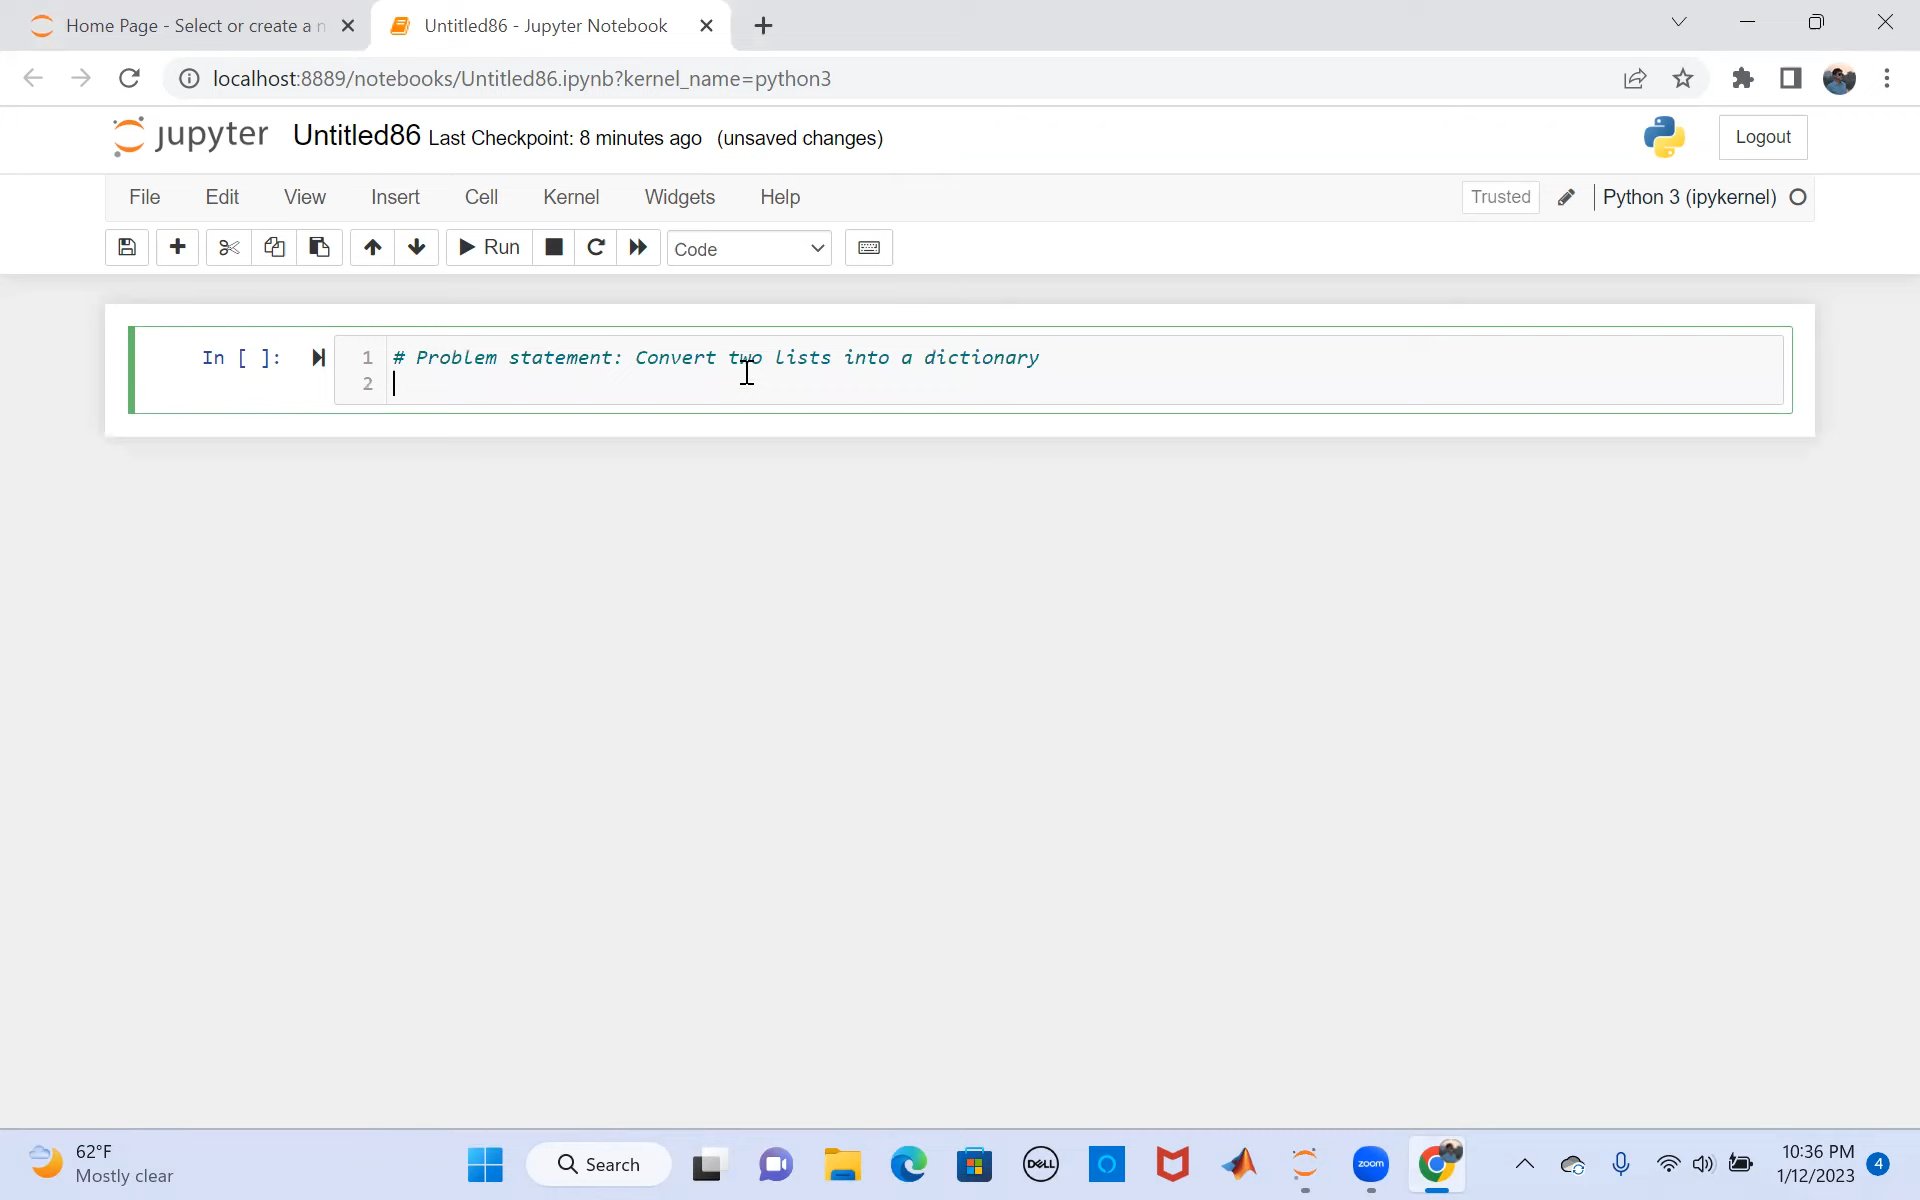 Home Page - Select or create a n
Untitled86 - Jupyter Notebook
localhost:8889/notebooks/Untitled86.ipynb?kernel_name=python3
jupyter Untitled86 Last Checkpoint: 8 minutes ago (unsaved changes)
Logout
File Edit View Insert Cell Kernel Widgets Help
Trusted Python 3 (ipykernel)
Run Code
In [ ]:
1 # Problem statement: Convert two lists into a dictionary
2
62°F
Mostly clear
Search
DELL
zoom
10:36 PM
1/12/2023
4